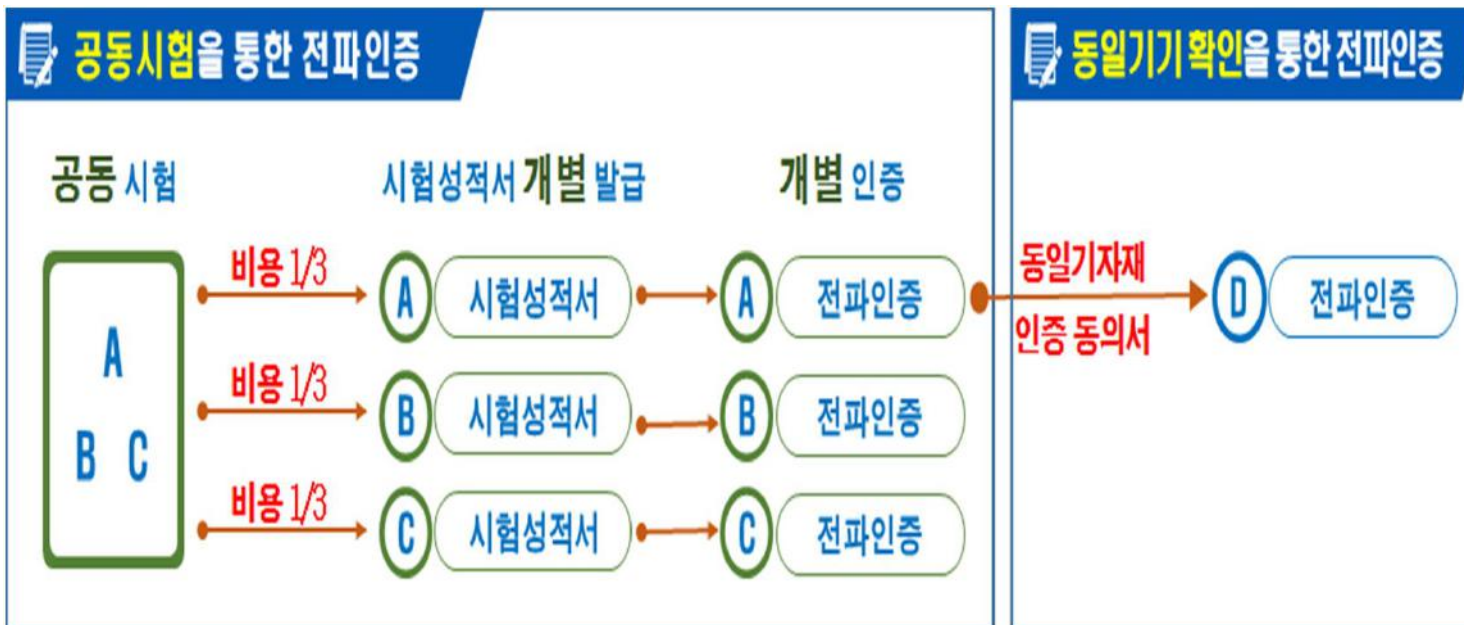 공동시험을 통한 전파인증
공동 시험
시험성적서 개별 발급
개별 인증
A
B C
비용 1/3
A 시험성적서
A 전파인증
비용 1/3
B 시험성적서
B 전파인증
비용 1/3
C 시험성적서
C 전파인증
동일기기 확인을 통한 전파인증
동일기자재
인증 동의서
D 전파인증